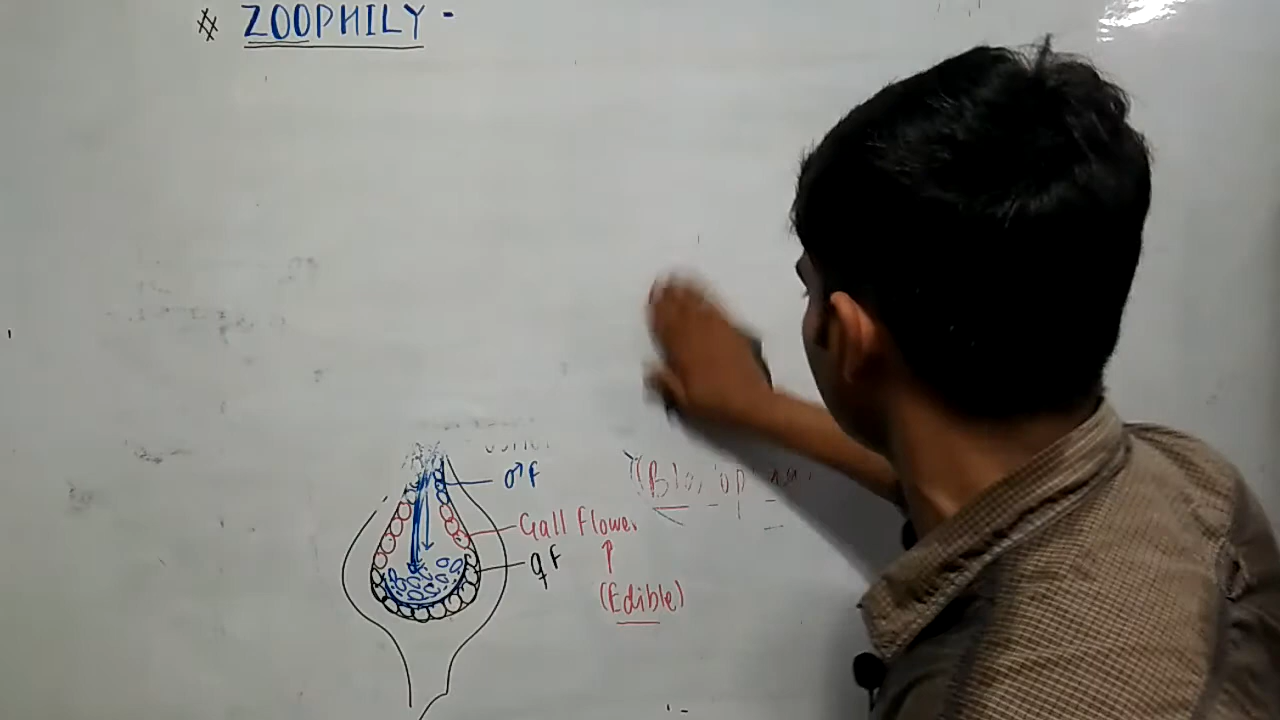 # ZOOPHILY -
♂ F
Gall Flower
♀ F
(Edible)